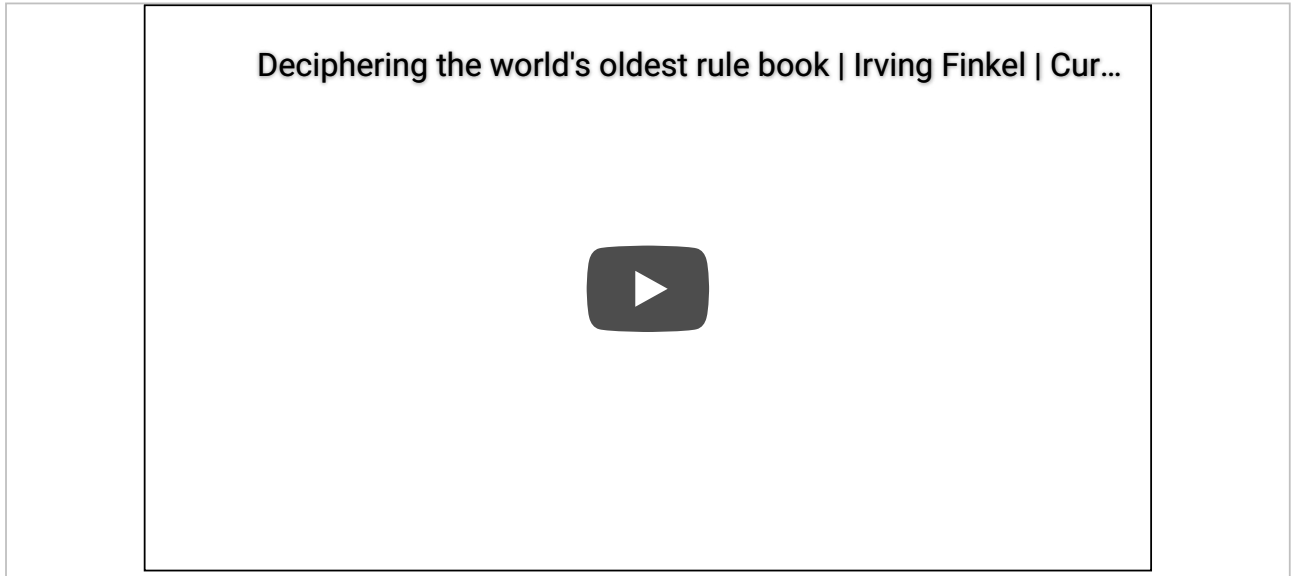 Deciphering the world's oldest rule book | Irving Finkel | Cur...